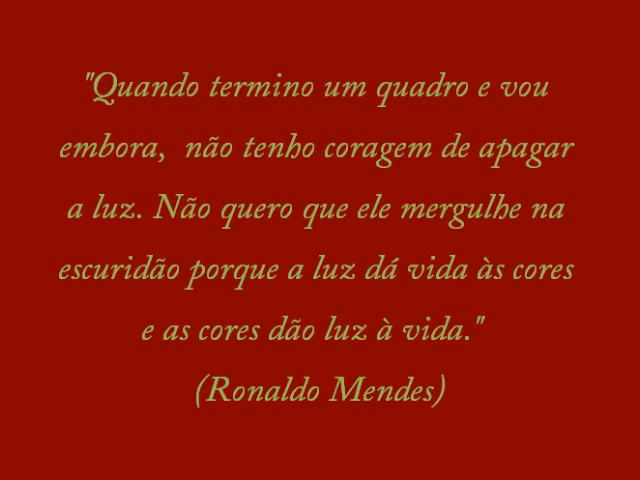 "Quando termino um quadro e vou
embora, não tenho coragem de apagar
a luz. Não quero que ele mergulhe na
escuridão porque a luz dá vida às cores
e as cores dão luz à vida."
(Ronaldo Mendes)